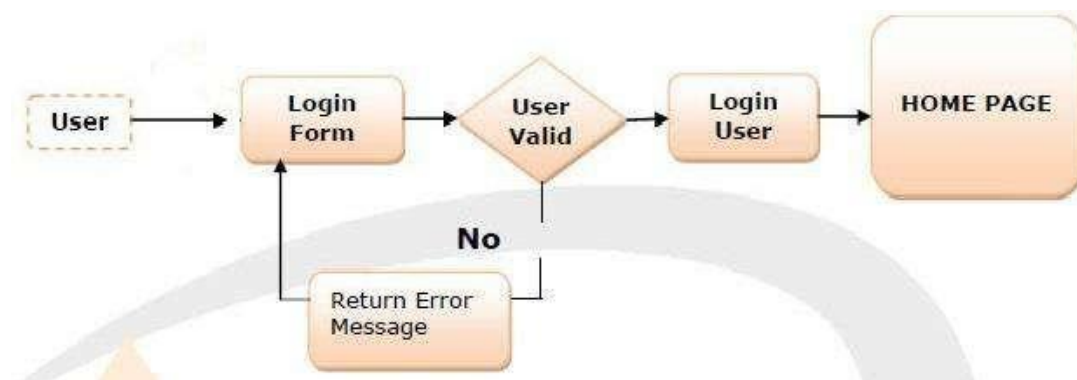 User
Login
Form
User
Valid
Login
User
HOME PAGE
No
Return Error
Message